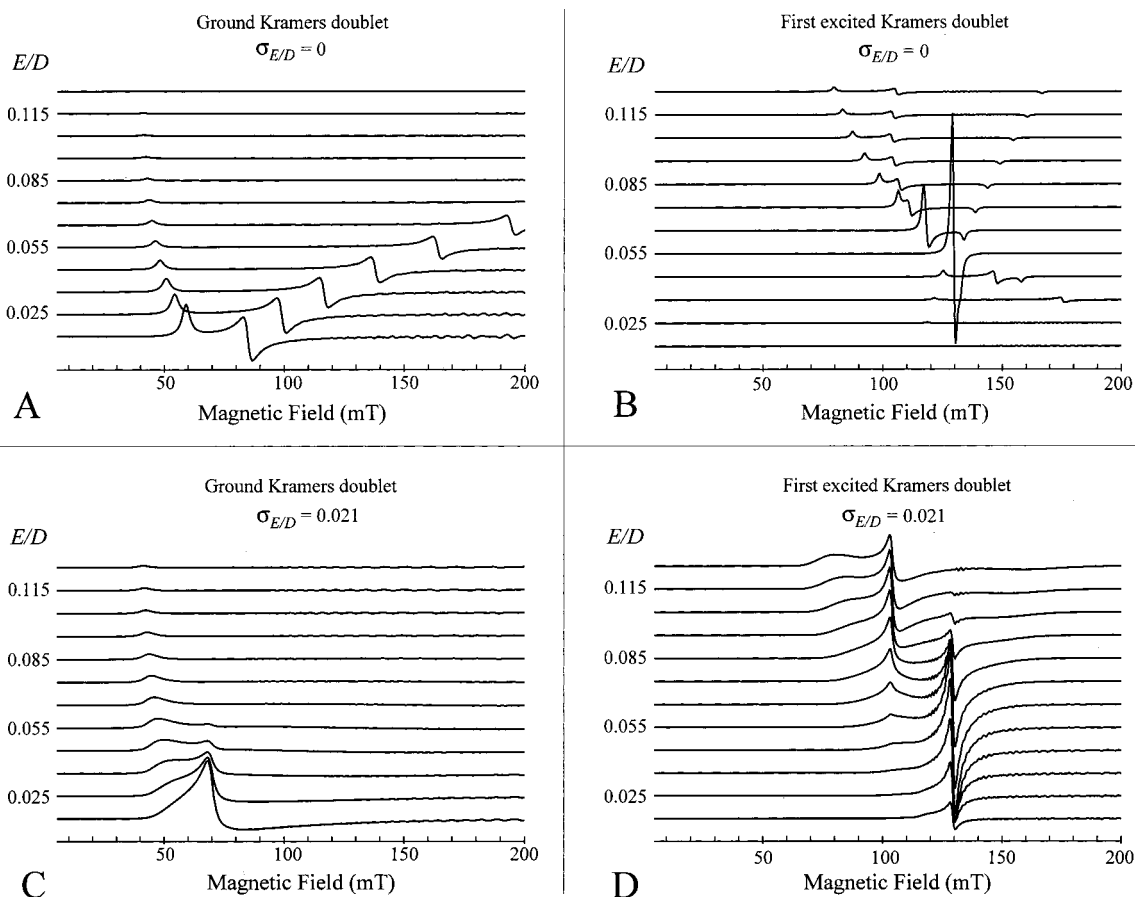 Ground Kramers doublet
σE/D = 0
E/D
0.115
0.085
0.055
0.025
50 100 150 200
A
Magnetic Field (mT)
First excited Kramers doublet
σE/D = 0
E/D
0.115
0.085
0.055
0.025
50 100 150 200
B
Magnetic Field (mT)
Ground Kramers doublet
σE/D = 0.021
E/D
0.115
0.085
0.055
0.025
50 100 150 200
C
Magnetic Field (mT)
First excited Kramers doublet
σE/D = 0.021
E/D
0.115
0.085
0.055
0.025
50 100 150 200
D
Magnetic Field (mT)